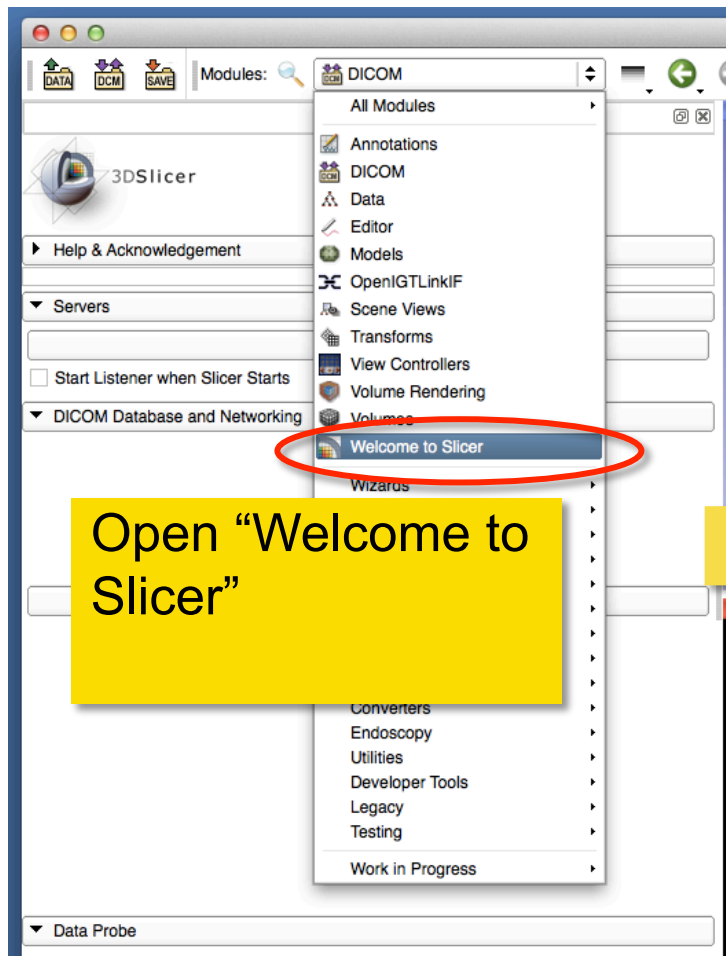 DATA
DCM
SAVE
Modules:
DICOM
All Modules
Annotations
DICOM
Data
Editor
Models
OpenIGTLinkIF
Scene Views
Transforms
View Controllers
Volume Rendering
Volumes
Welcome to Slicer
Wizards
Converters
Endoscopy
Utilities
Developer Tools
Legacy
Testing
Work in Progress
3DSlicer
Help & Acknowledgement
Servers
Start Listener when Slicer Starts
DICOM Database and Networking
Open “Welcome to
Slicer”
Data Probe